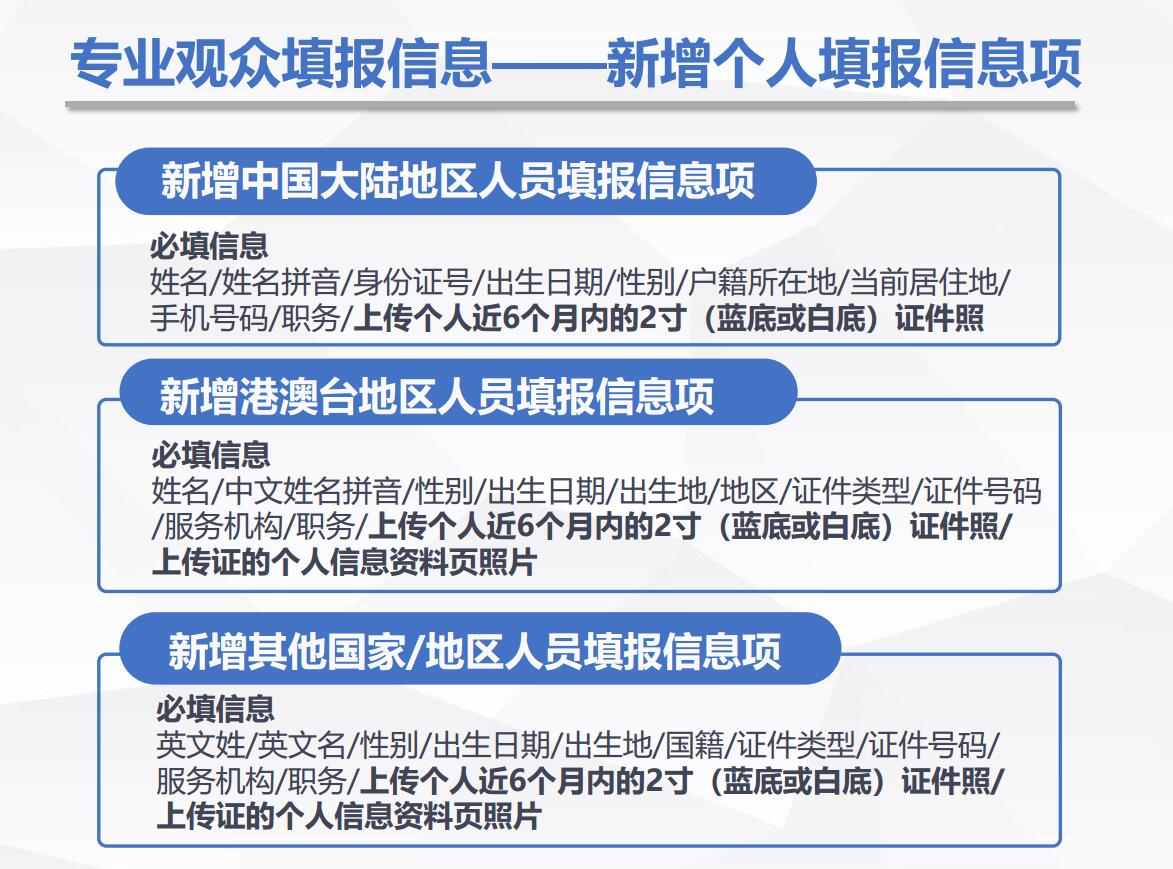 专业观众填报信息——新增个人填报信息项
新增中国大陆地区人员填报信息项
必填信息
姓名/姓名拼音/身份证号/出生日期/性别/户籍所在地/当前居住地/
手机号码/职务/上传个人近6个月内的2寸（蓝底或白底）证件照
新增港澳台地区人员填报信息项
必填信息
姓名/中文姓名拼音/性别/出生日期/出生地/地区/证件类型/证件号码
/服务机构/职务/上传个人近6个月内的2寸（蓝底或白底）证件照/
上传证的个人信息资料页照片
新增其他国家/地区人员填报信息项
必填信息
英文姓/英文名/性别/出生日期/出生地/国籍/证件类型/证件号码/
服务机构/职务/上传个人近6个月内的2寸（蓝底或白底）证件照/
上传证的个人信息资料页照片